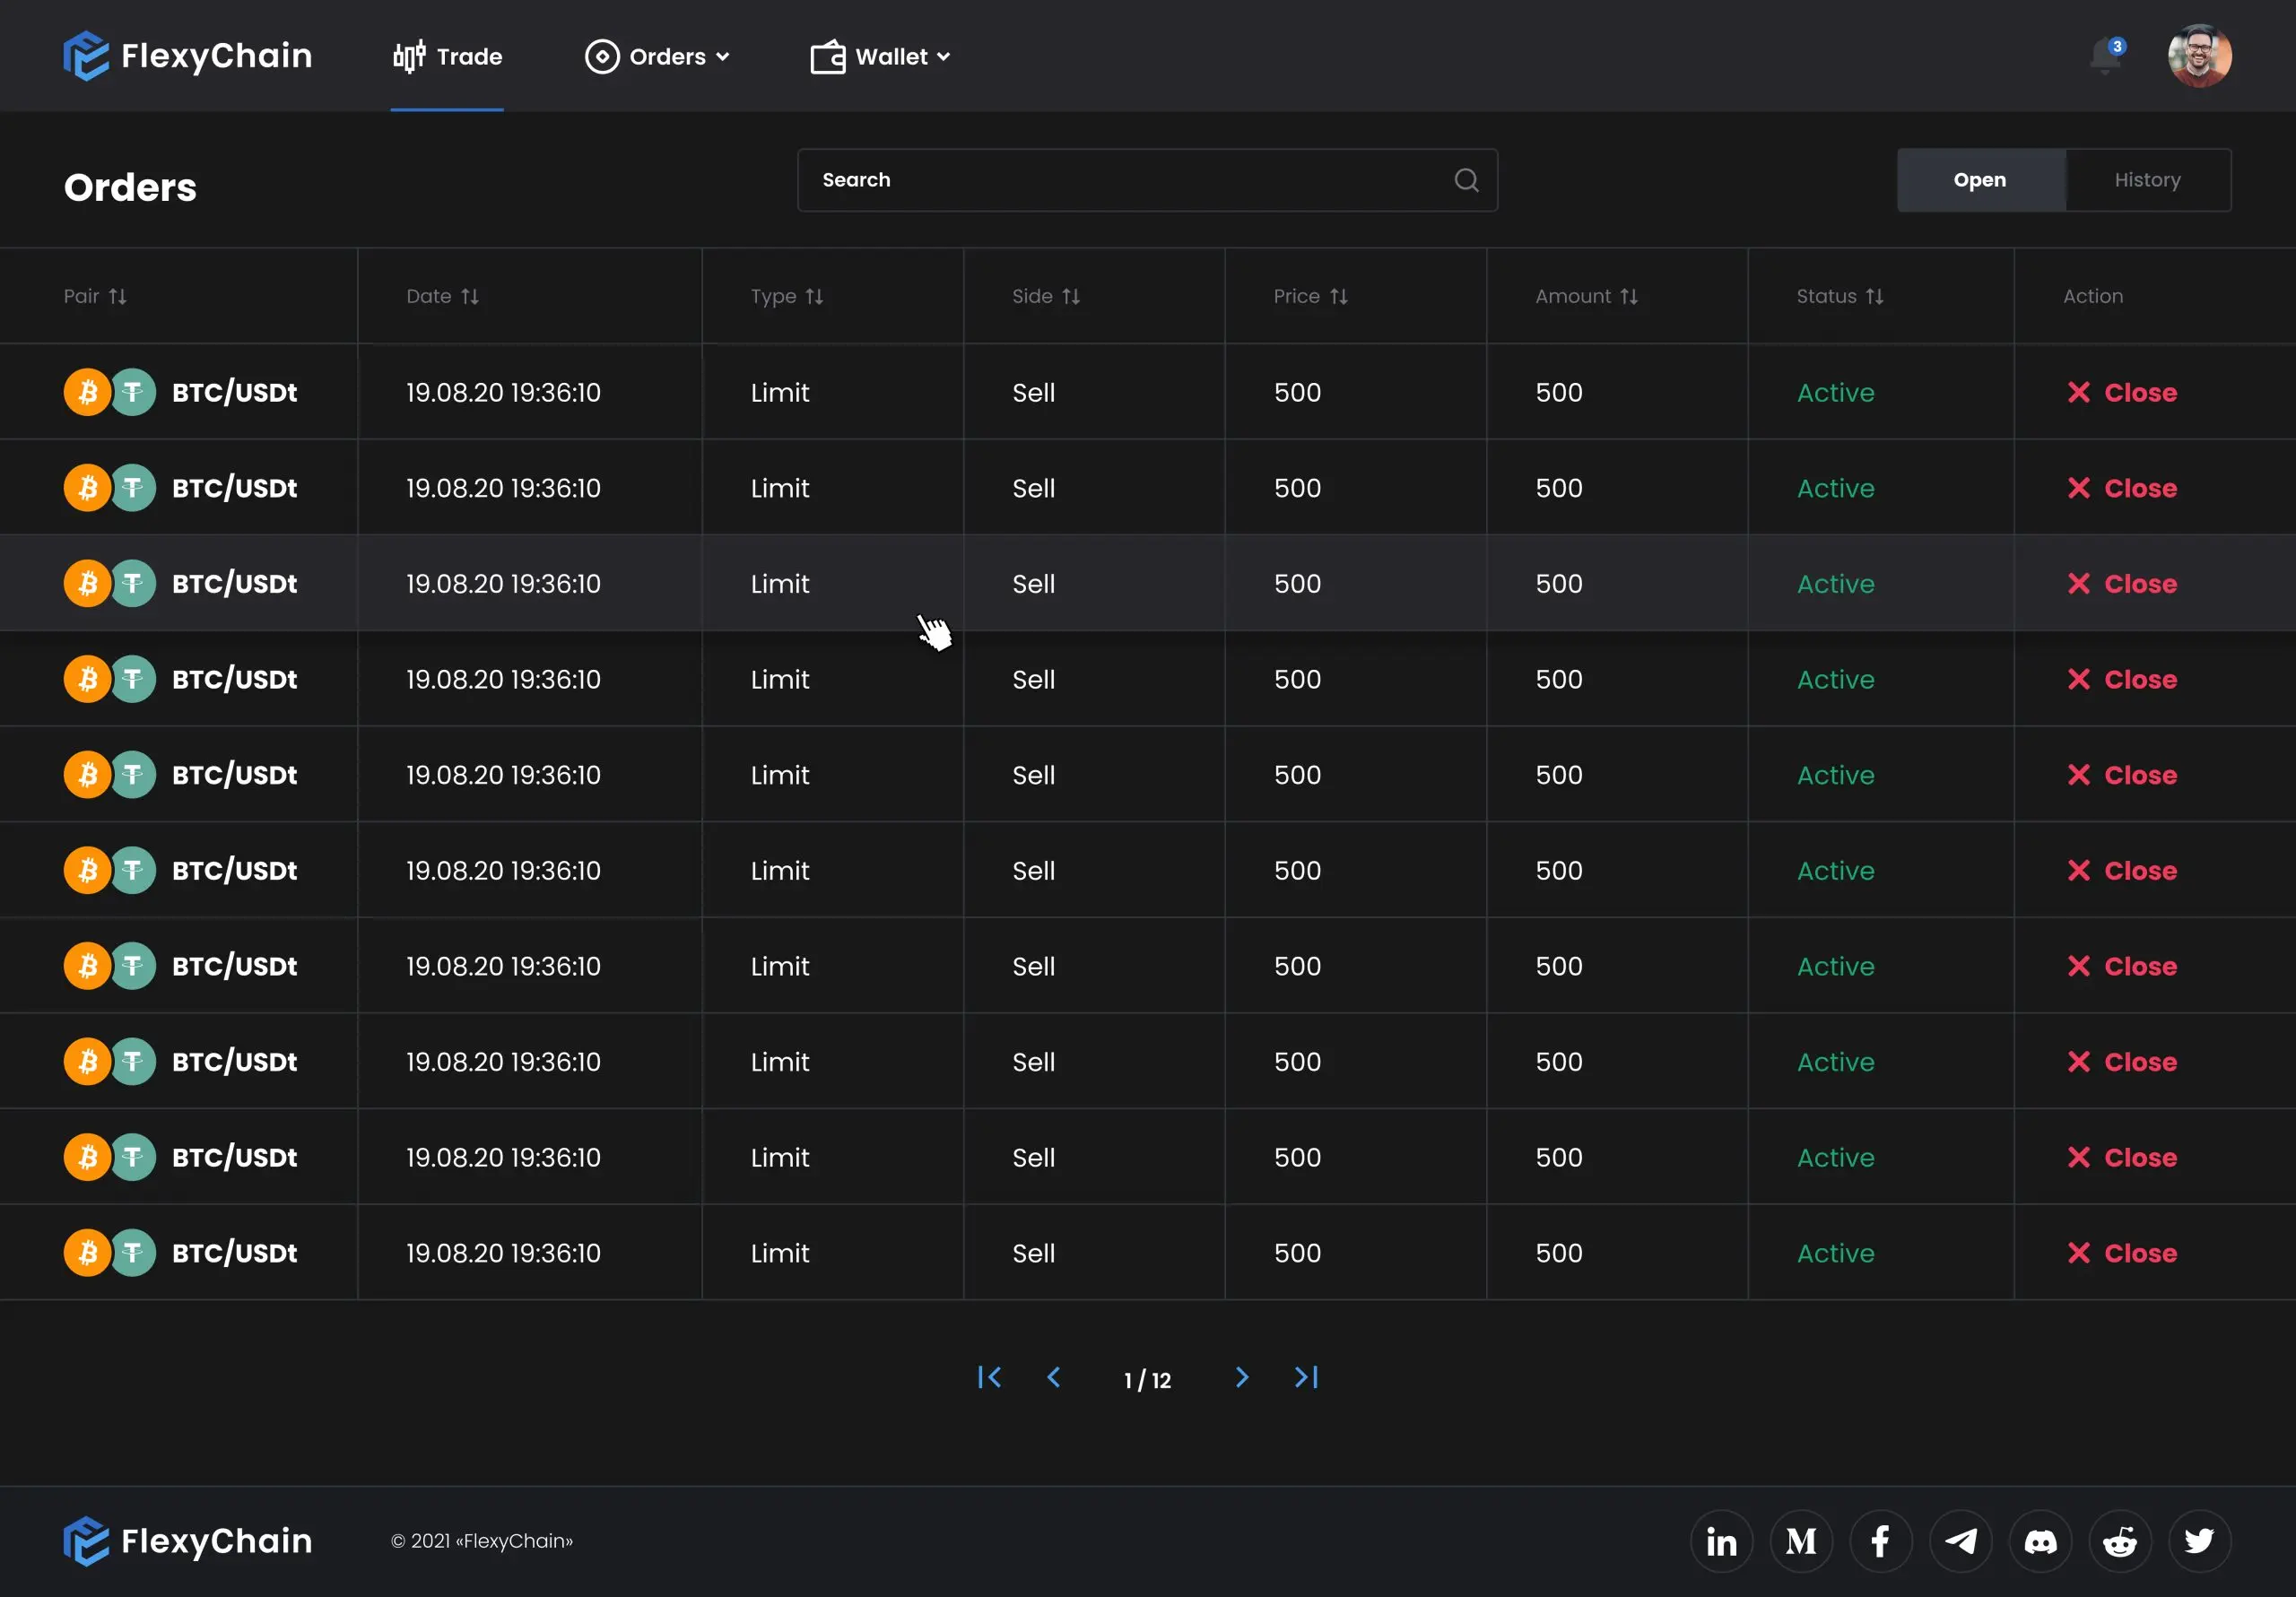 FlexyChain Trade Orders Wallet 3
Orders Search Open History
Pair Date Type Side Price Amount Status Action
BTC/USDt 19.08.20 19:36:10 Limit Sell 500 500 Active Close
BTC/USDt 19.08.20 19:36:10 Limit Sell 500 500 Active Close
BTC/USDt 19.08.20 19:36:10 Limit Sell 500 500 Active Close
BTC/USDt 19.08.20 19:36:10 Limit Sell 500 500 Active Close
BTC/USDt 19.08.20 19:36:10 Limit Sell 500 500 Active Close
BTC/USDt 19.08.20 19:36:10 Limit Sell 500 500 Active Close
BTC/USDt 19.08.20 19:36:10 Limit Sell 500 500 Active Close
BTC/USDt 19.08.20 19:36:10 Limit Sell 500 500 Active Close
BTC/USDt 19.08.20 19:36:10 Limit Sell 500 500 Active Close
BTC/USDt 19.08.20 19:36:10 Limit Sell 500 500 Active Close
1 / 12
FlexyChain © 2021 «FlexyChain»